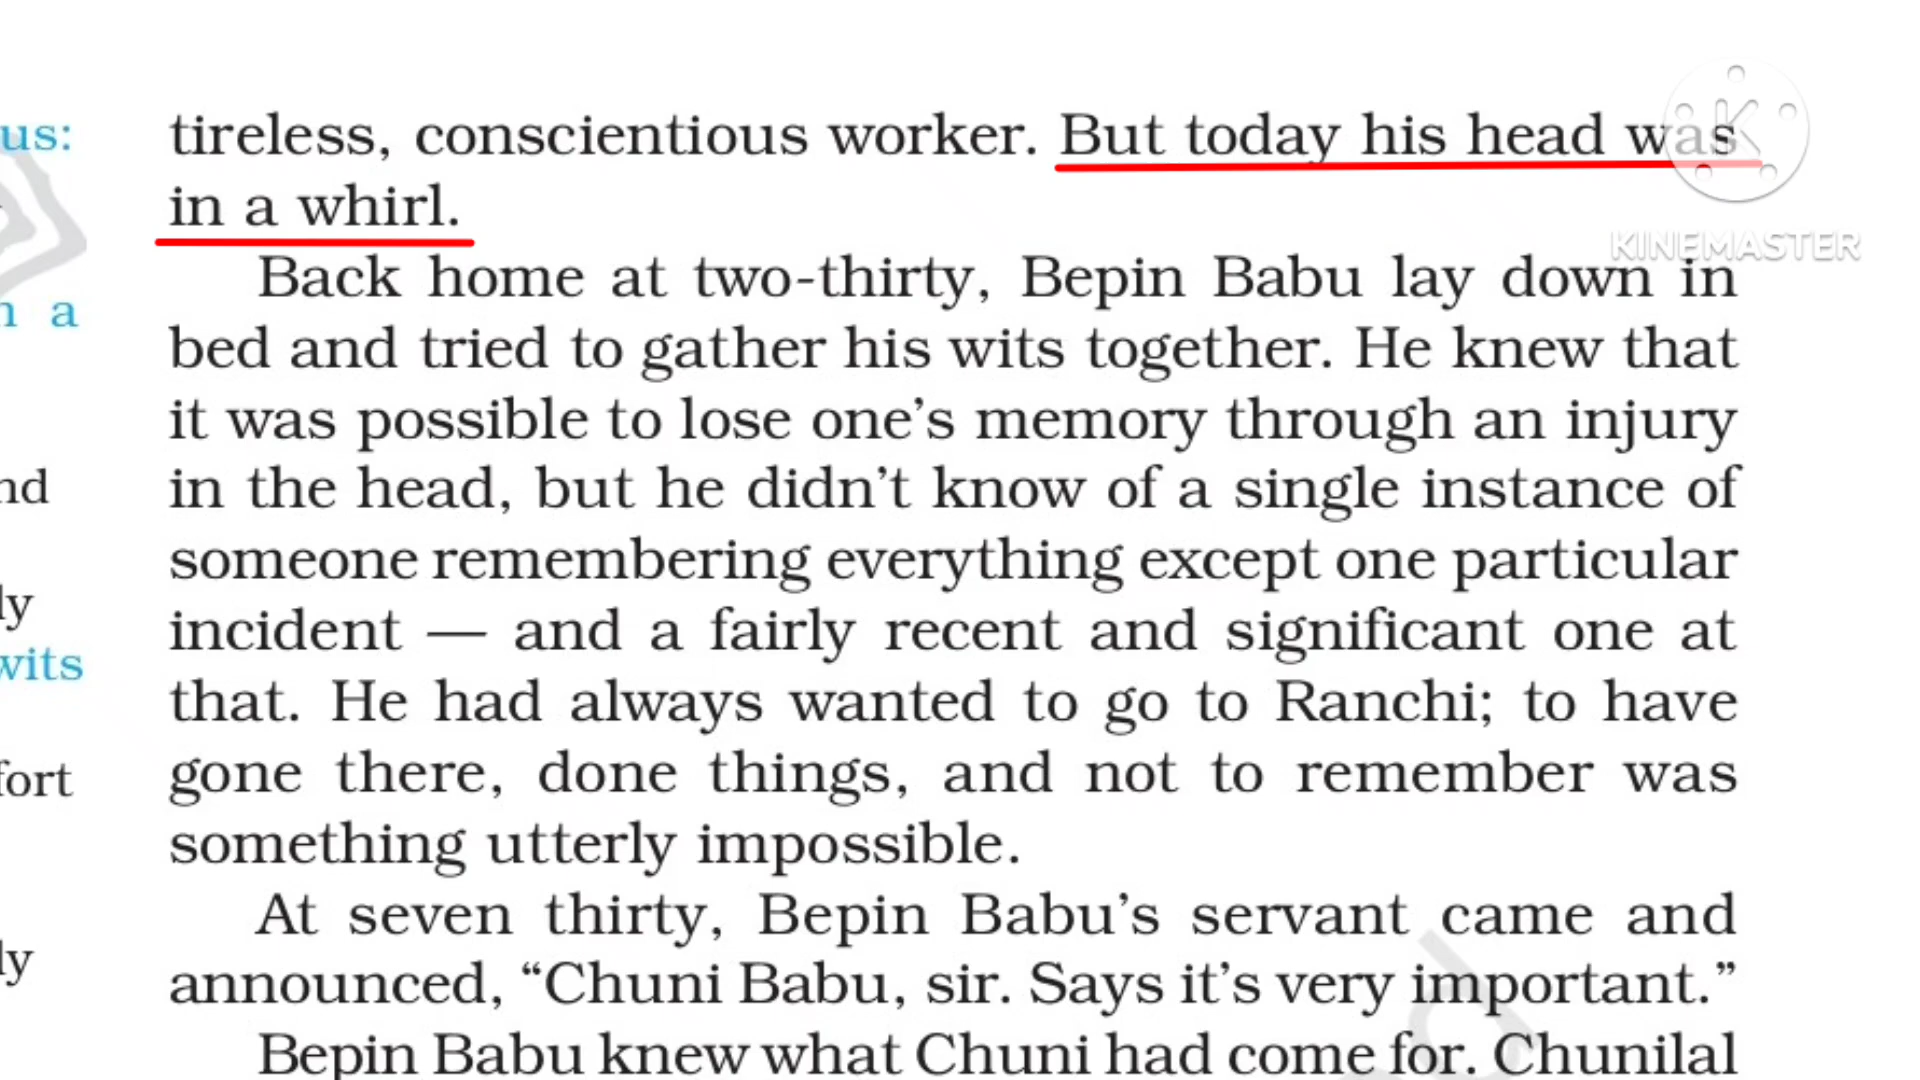 us:
n a
nd
ly
wits
fort
ly
tireless, conscientious worker. But today his head was
in a whirl.
Back home at two-thirty, Bepin Babu lay down in
bed and tried to gather his wits together. He knew that
it was possible to lose one’s memory through an injury
in the head, but he didn’t know of a single instance of
someone remembering everything except one particular
incident — and a fairly recent and significant one at
that. He had always wanted to go to Ranchi; to have
gone there, done things, and not to remember was
something utterly impossible.
At seven thirty, Bepin Babu’s servant came and
announced, “Chuni Babu, sir. Says it’s very important.”
Bepin Babu knew what Chuni had come for. Chunilal
K
KINEMASTER